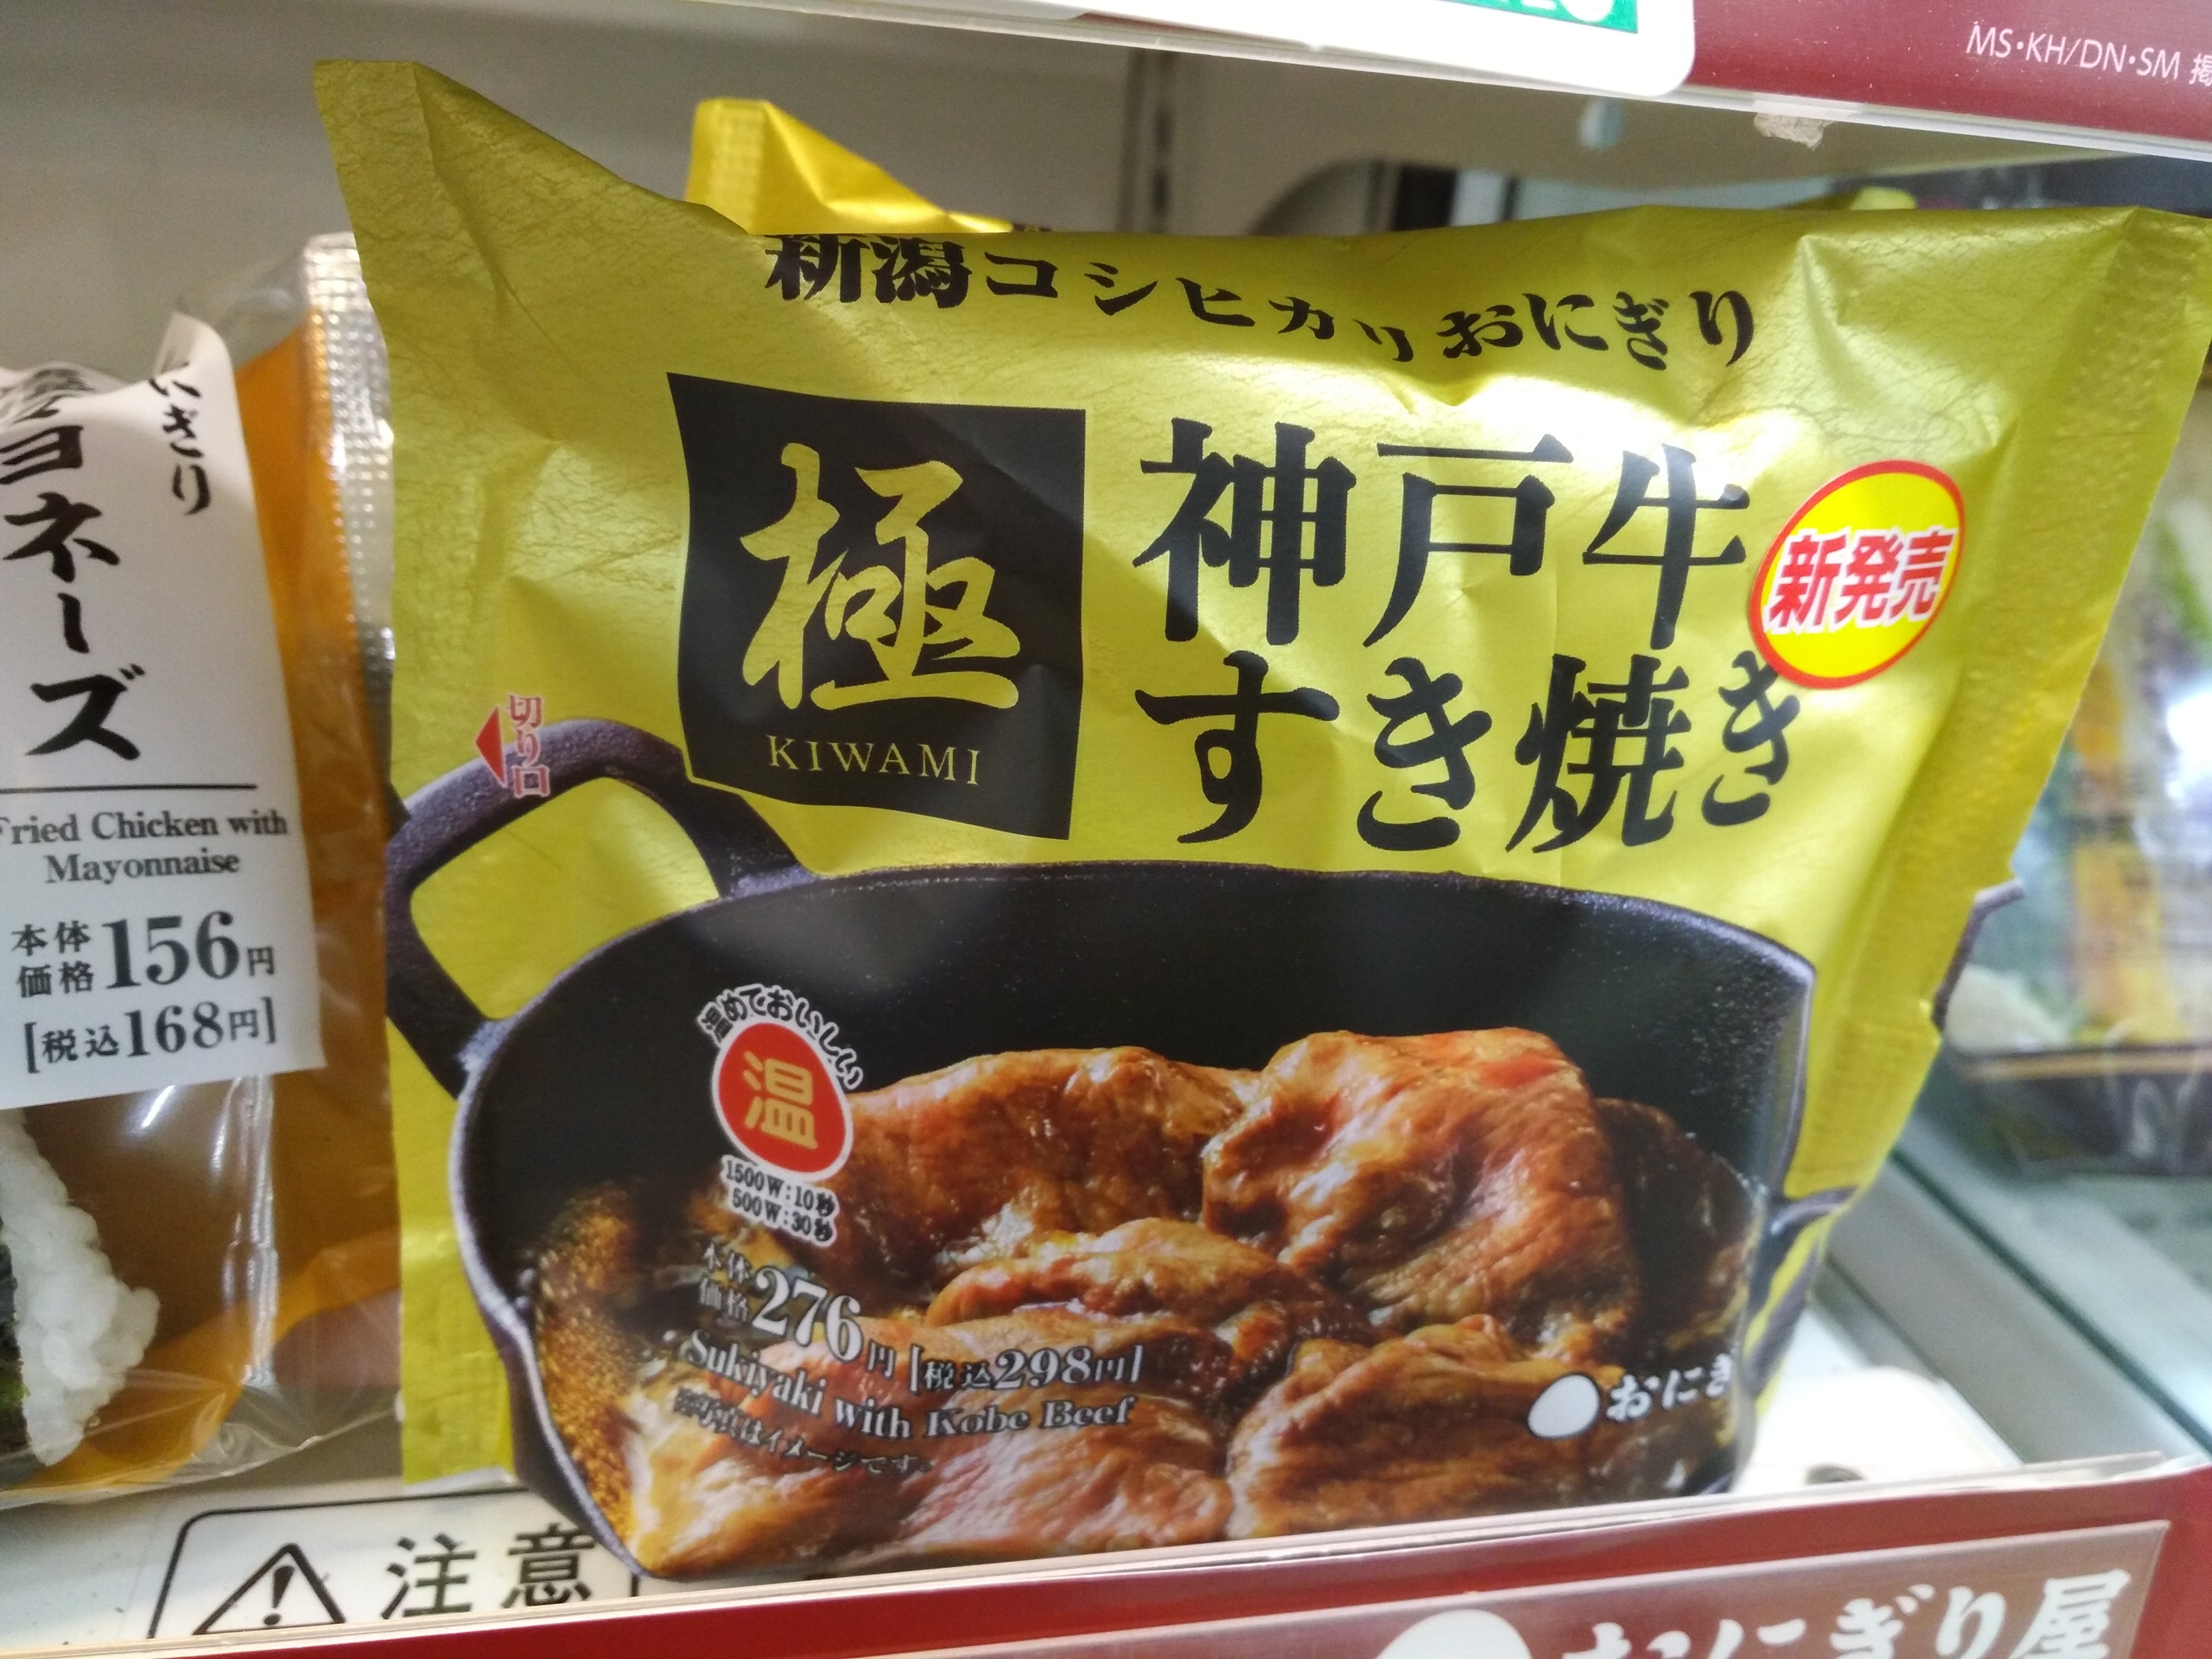 MS・KH/DN・SM 掲
新潟コシヒカリおにぎり
極
KIWAMI
神戸牛
すき焼き
新発売
切り口
温めておいしい
温
1500W:10秒
500W:30秒
本体価格276円[税込298円]
Sukiyaki with Kobe Beef
写真はイメージです。
おにぎ
にぎり
ヨネーズ
Fried Chicken with
Mayonnaise
本体価格156円
[税込168円]
注意
おにぎり屋